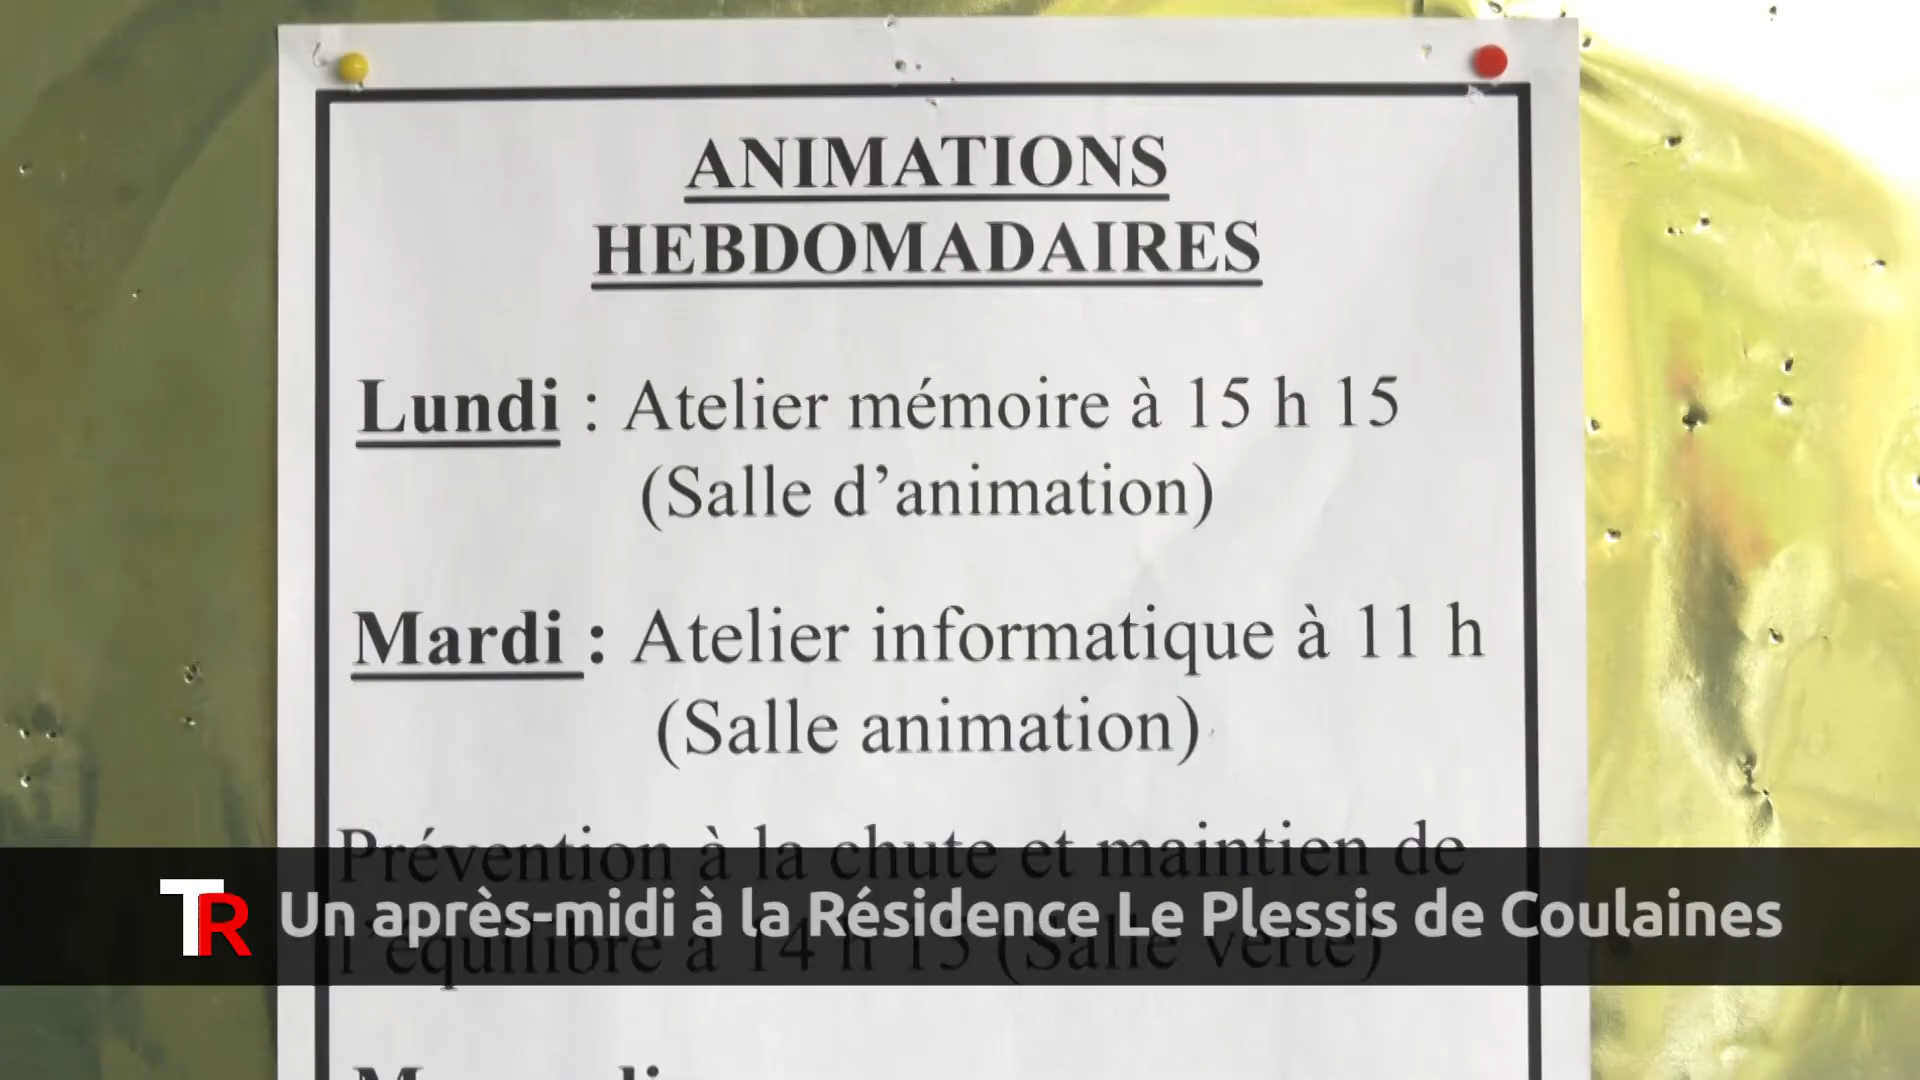 ANIMATIONS
HEBDOMADAIRES
Lundi : Atelier mémoire à 15 h 15
(Salle d’animation)
Mardi : Atelier informatique à 11 h
(Salle animation)
Prévention à la chute et maintien de
l’équilibre à 14 h 15 (Salle verte)
TR Un après-midi à la Résidence Le Plessis de Coulaines